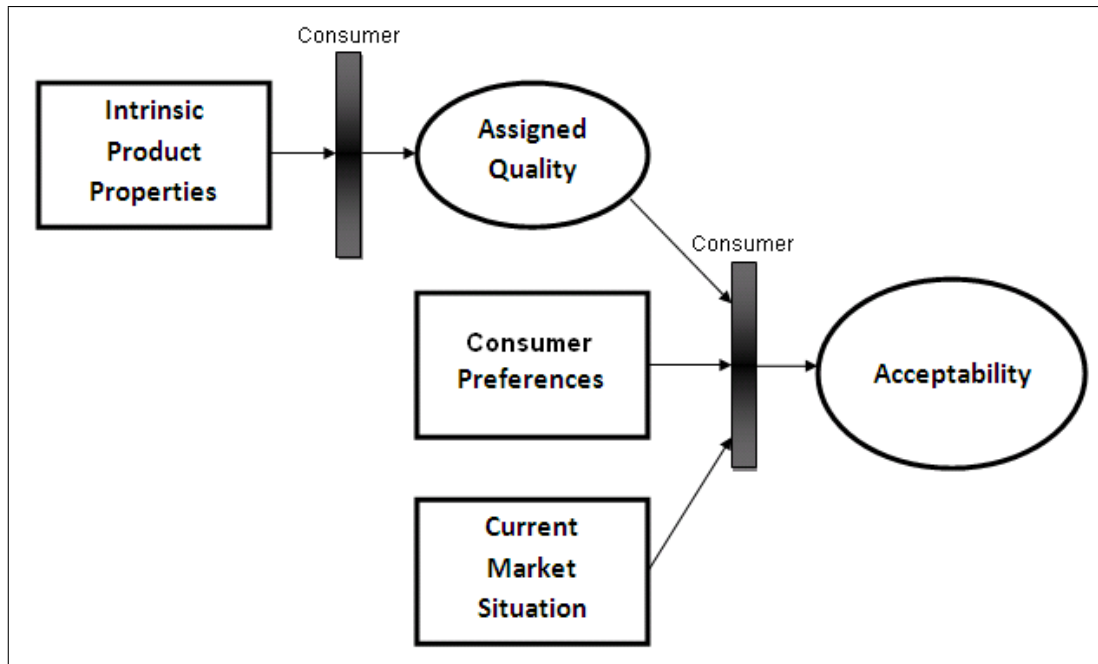 Consumer
Intrinsic
Product
Properties
Assigned
Quality
Consumer
Consumer
Preferences
Acceptability
Current
Market
Situation